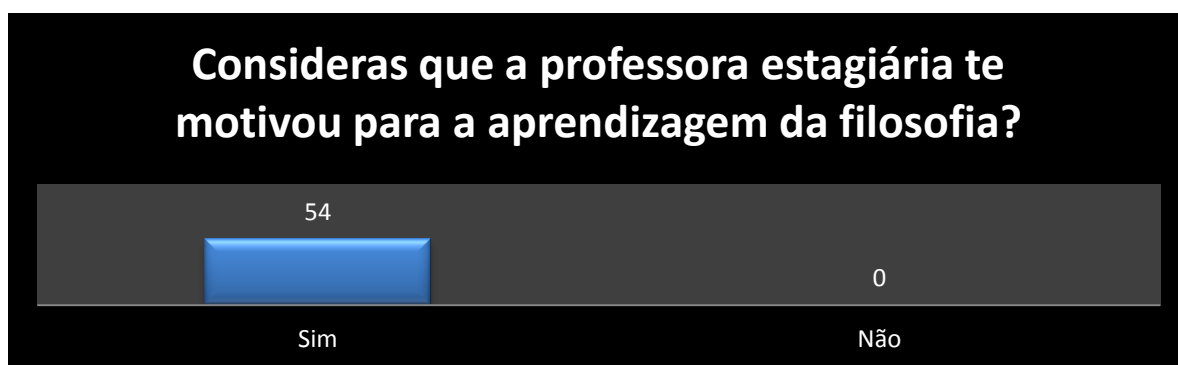 Consideras que a professora estagiária te
motivou para a aprendizagem da filosofia?
54
0
Sim
Não